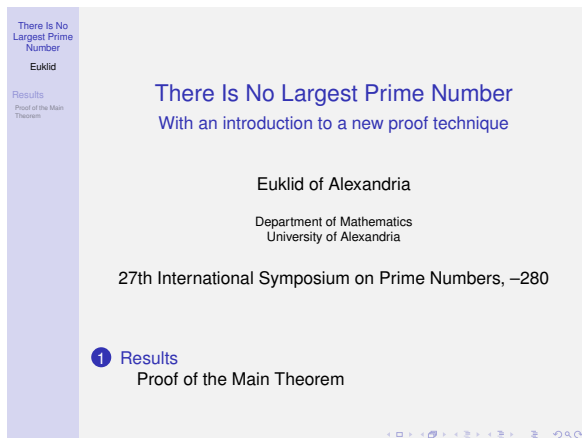 There Is No
Largest Prime
Number
Euklid
Results
Proof of the Main
Theorem
There Is No Largest Prime Number
With an introduction to a new proof technique
Euklid of Alexandria
Department of Mathematics
University of Alexandria
27th International Symposium on Prime Numbers, –280
1 Results
Proof of the Main Theorem